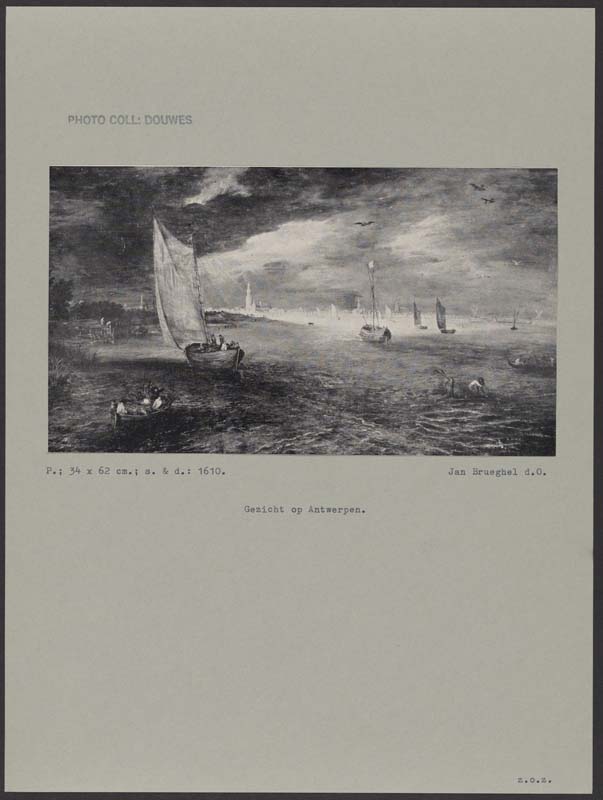 PHOTO COLL: DOUWES
P.; 34 x 62 cm.; s. & d.: 1610.
Jan Brueghel d.O.
Gezicht op Antwerpen.
z.o.z.